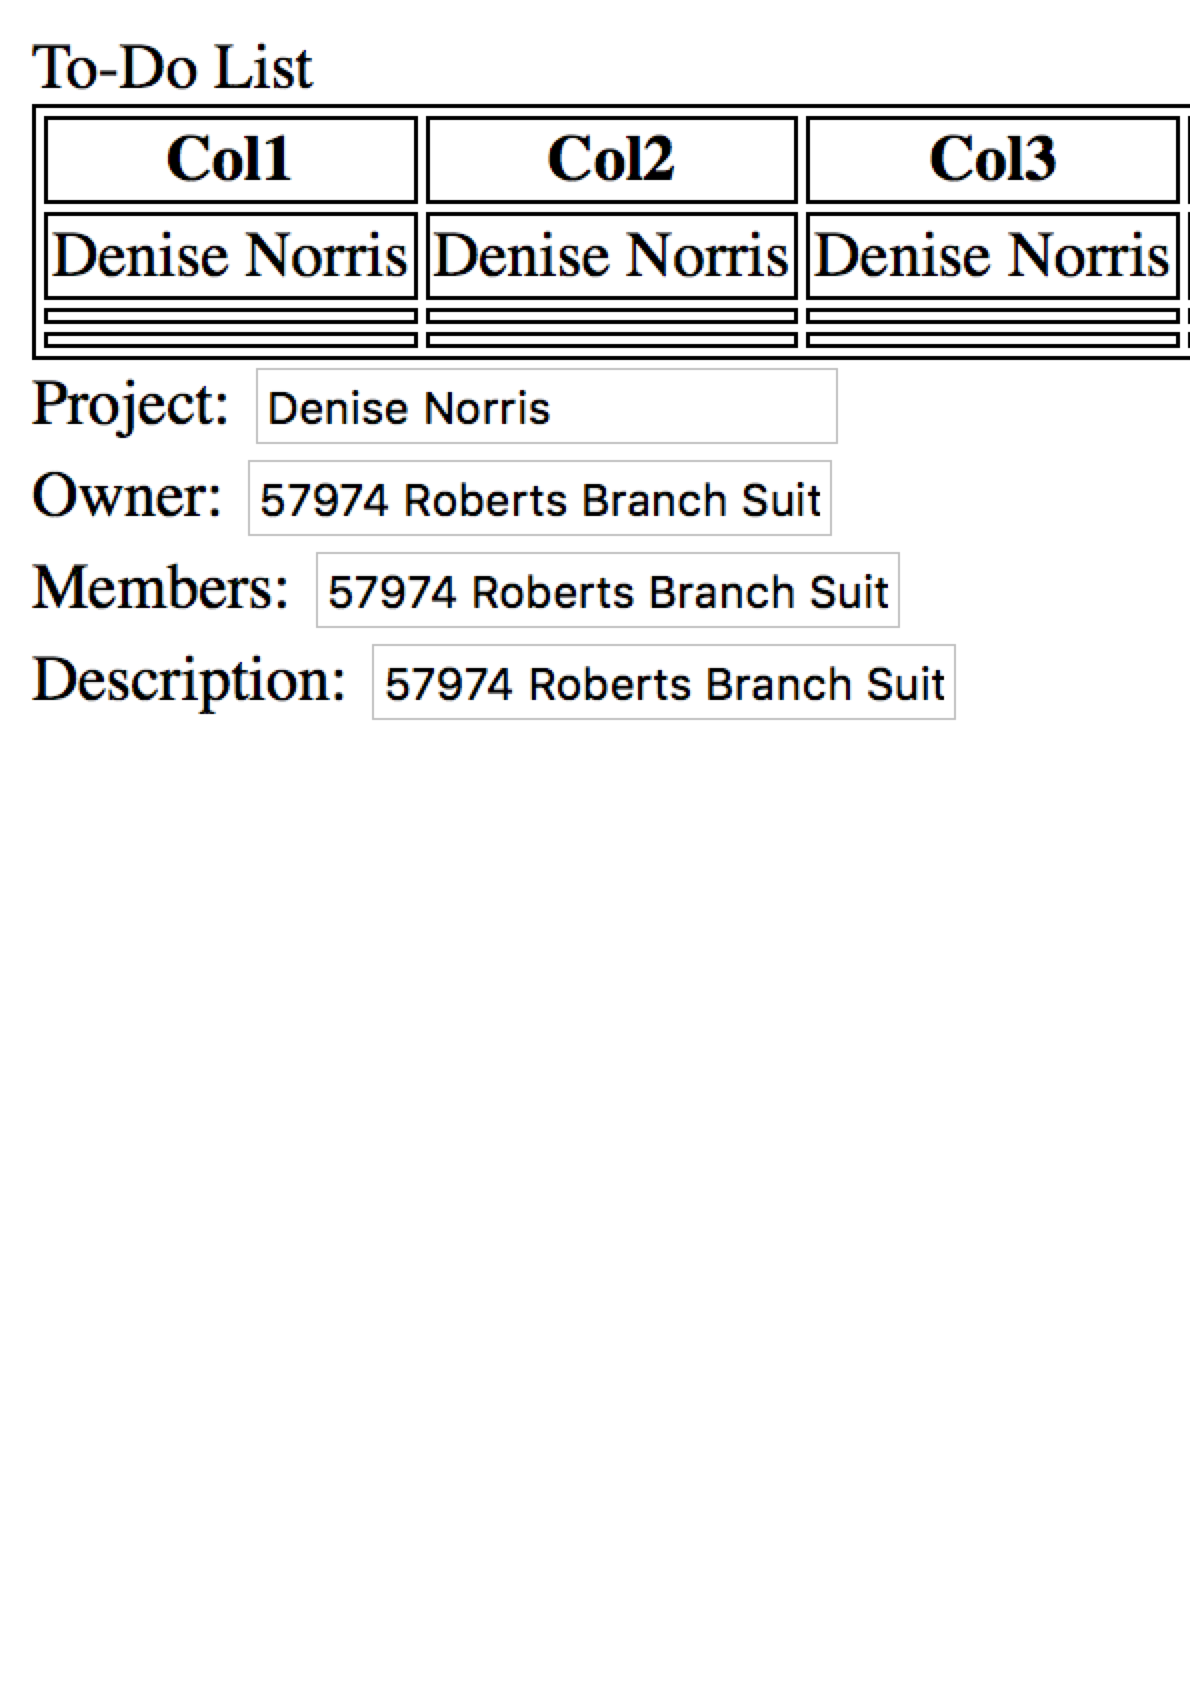 To-Do List
Col1 Col2 Col3
Denise Norris Denise Norris Denise Norris
Project: Denise Norris
Owner: 57974 Roberts Branch Suit
Members: 57974 Roberts Branch Suit
Description: 57974 Roberts Branch Suit